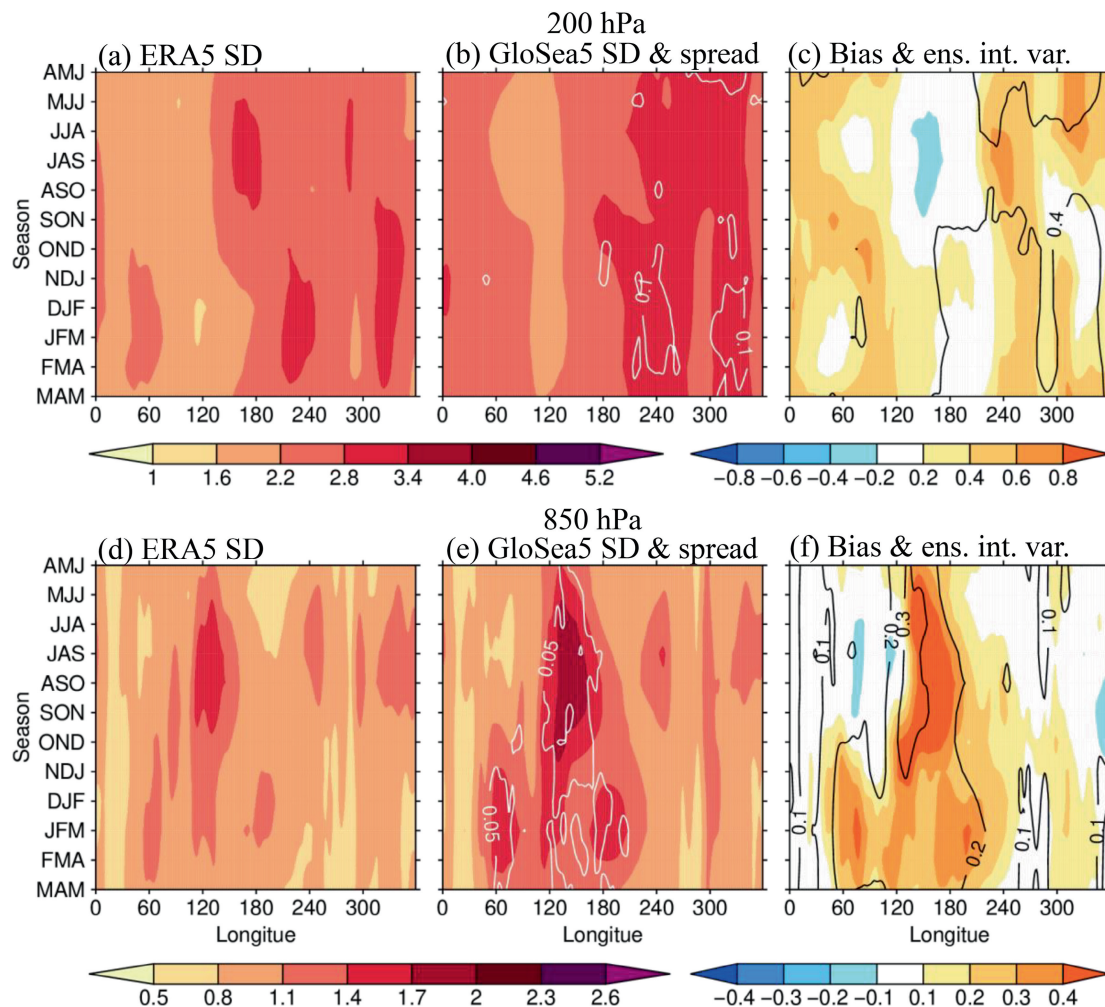 200 hPa
(a) ERA5 SD
(b) GloSea5 SD & spread
(c) Bias & ens. int. var.
Season
AMJ
MJJ
JJA
JAS
ASO
SON
OND
NDJ
DJF
JFM
FMA
MAM
0.1
0.1
0.4
0 60 120 180 240 300
0 60 120 180 240 300
0 60 120 180 240 300
1 1.6 2.2 2.8 3.4 4.0 4.6 5.2
−0.8 −0.6 −0.4 −0.2 0.2 0.4 0.6 0.8
850 hPa
(d) ERA5 SD
(e) GloSea5 SD & spread
(f) Bias & ens. int. var.
Season
AMJ
MJJ
JJA
JAS
ASO
SON
OND
NDJ
DJF
JFM
FMA
MAM
0.05
0.05
0.1
0.2
0.3
0.1
0.1
0.2
0.1
0.1
0 60 120 180 240 300
0 60 120 180 240 300
0 60 120 180 240 300
Longitue
Longitue
Longitue
0.5 0.8 1.1 1.4 1.7 2 2.3 2.6
−0.4 −0.3 −0.2 −0.1 0.1 0.2 0.3 0.4